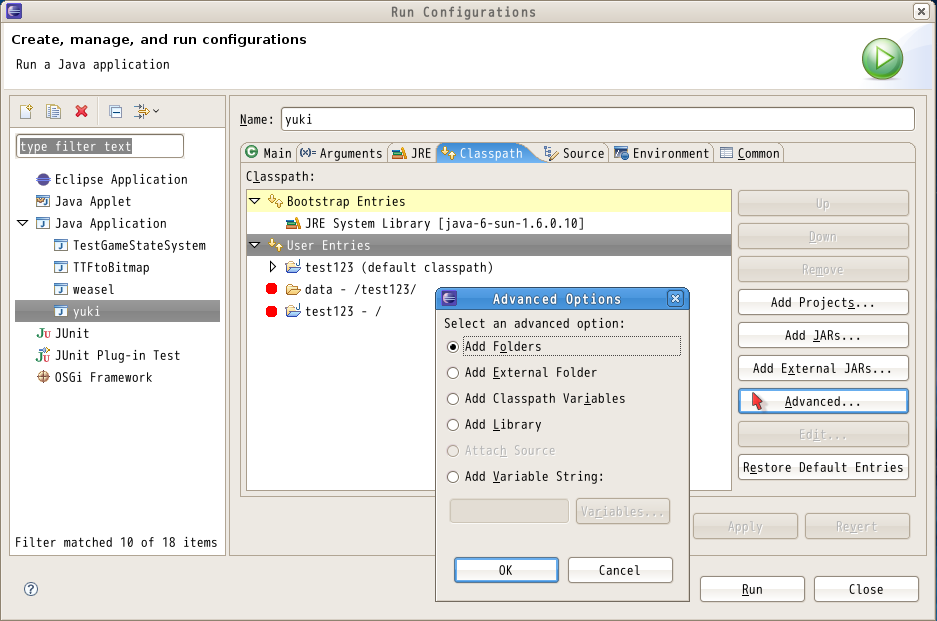 Run Configurations
Create, manage, and run configurations
Run a Java application
type filter text
Eclipse Application
Java Applet
Java Application
TestGameStateSystem
TTFtoBitmap
weasel
yuki
JUnit
JUnit Plug-in Test
OSGi Framework
Filter matched 10 of 18 items
Name: yuki
Main (x)= Arguments JRE Classpath Source Environment Common
Classpath:
Bootstrap Entries
JRE System Library [java-6-sun-1.6.0.10]
User Entries
test123 (default classpath)
data - /test123/
test123 - /
Up
Down
Remove
Add Projects...
Add JARs...
Add External JARs...
Advanced...
Edit...
Restore Default Entries
Advanced Options
Select an advanced option:
Add Folders
Add External Folder
Add Classpath Variables
Add Library
Attach Source
Add Variable String:
Variables...
OK Cancel
Apply Revert
Run Close